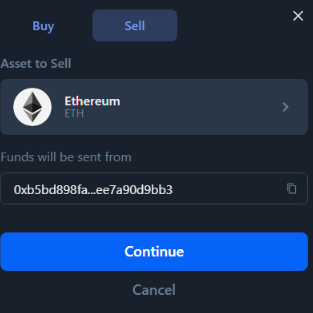 Buy Sell
Asset to Sell
Ethereum
ETH
Funds will be sent from
0xb5bd898fa...ee7a90d9bb3
Continue
Cancel